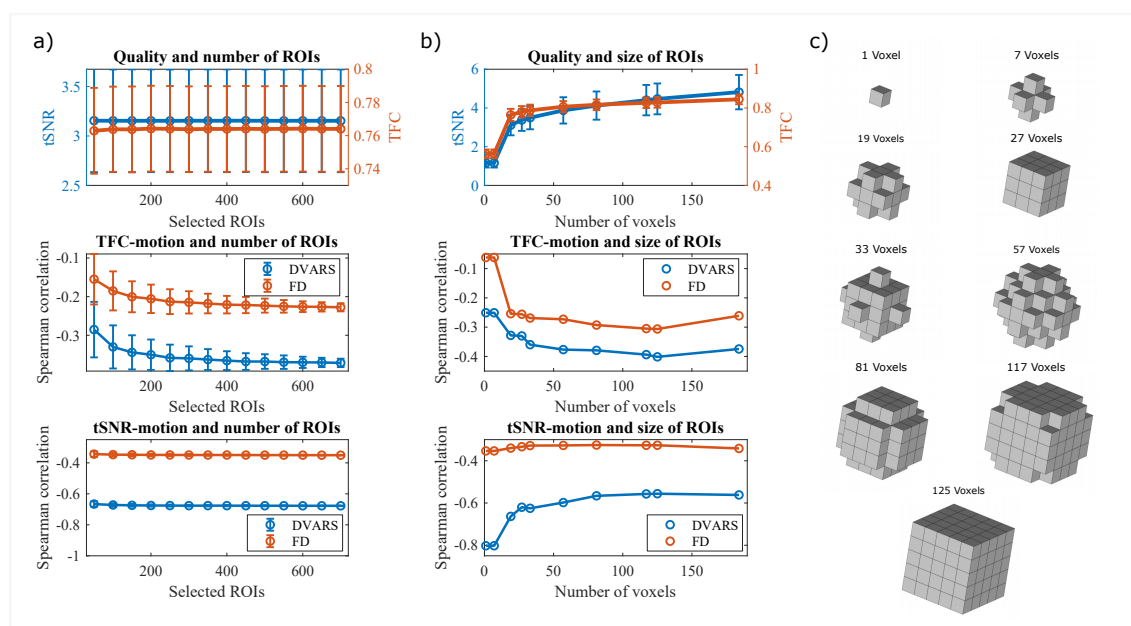 a)
Quality and number of ROIs
tSNR
3.5
3
2.5
0.8
0.78
0.76
0.74
TFC
200
400
600
Selected ROIs
TFC-motion and number of ROIs
Spearman correlation
-0.1
-0.2
-0.3
DVARS
FD
200
400
600
Selected ROIs
tSNR-motion and number of ROIs
Spearman correlation
-0.4
-0.6
-0.8
-1
DVARS
FD
200
400
600
Selected ROIs
b)
Quality and size of ROIs
tSNR
6
4
2
0
1
0.8
0.6
0.4
TFC
0
50
100
150
Number of voxels
TFC-motion and size of ROIs
Spearman correlation
-0.1
-0.2
-0.3
-0.4
DVARS
FD
0
50
100
150
Number of voxels
tSNR-motion and size of ROIs
Spearman correlation
-0.4
-0.6
-0.8
DVARS
FD
0
50
100
150
Number of voxels
c)
1 Voxel
7 Voxels
19 Voxels
27 Voxels
33 Voxels
57 Voxels
81 Voxels
117 Voxels
125 Voxels